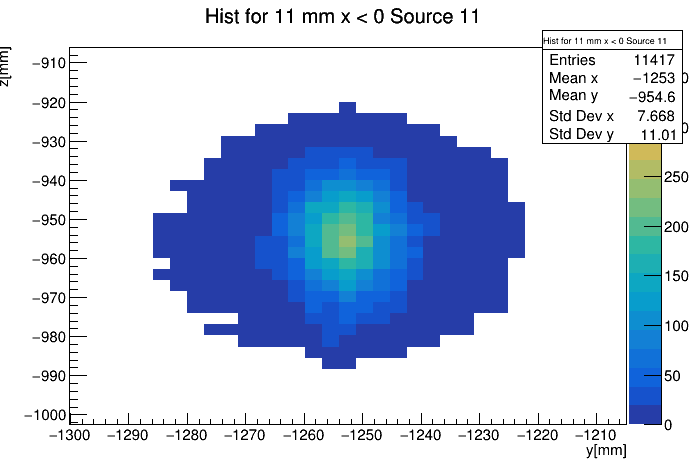 Hist for 11 mm x < 0 Source 11
Hist for 11 mm x < 0 Source 11
Entries 11417
Mean x −1253
Mean y −954.6
Std Dev x 7.668
Std Dev y 11.01
z[mm]
−910
−920
−930
−940
−950
−960
−970
−980
−990
−1000
−1300 −1290 −1280 −1270 −1260 −1250 −1240 −1230 −1220 −1210
y[mm]
250
200
150
100
50
0